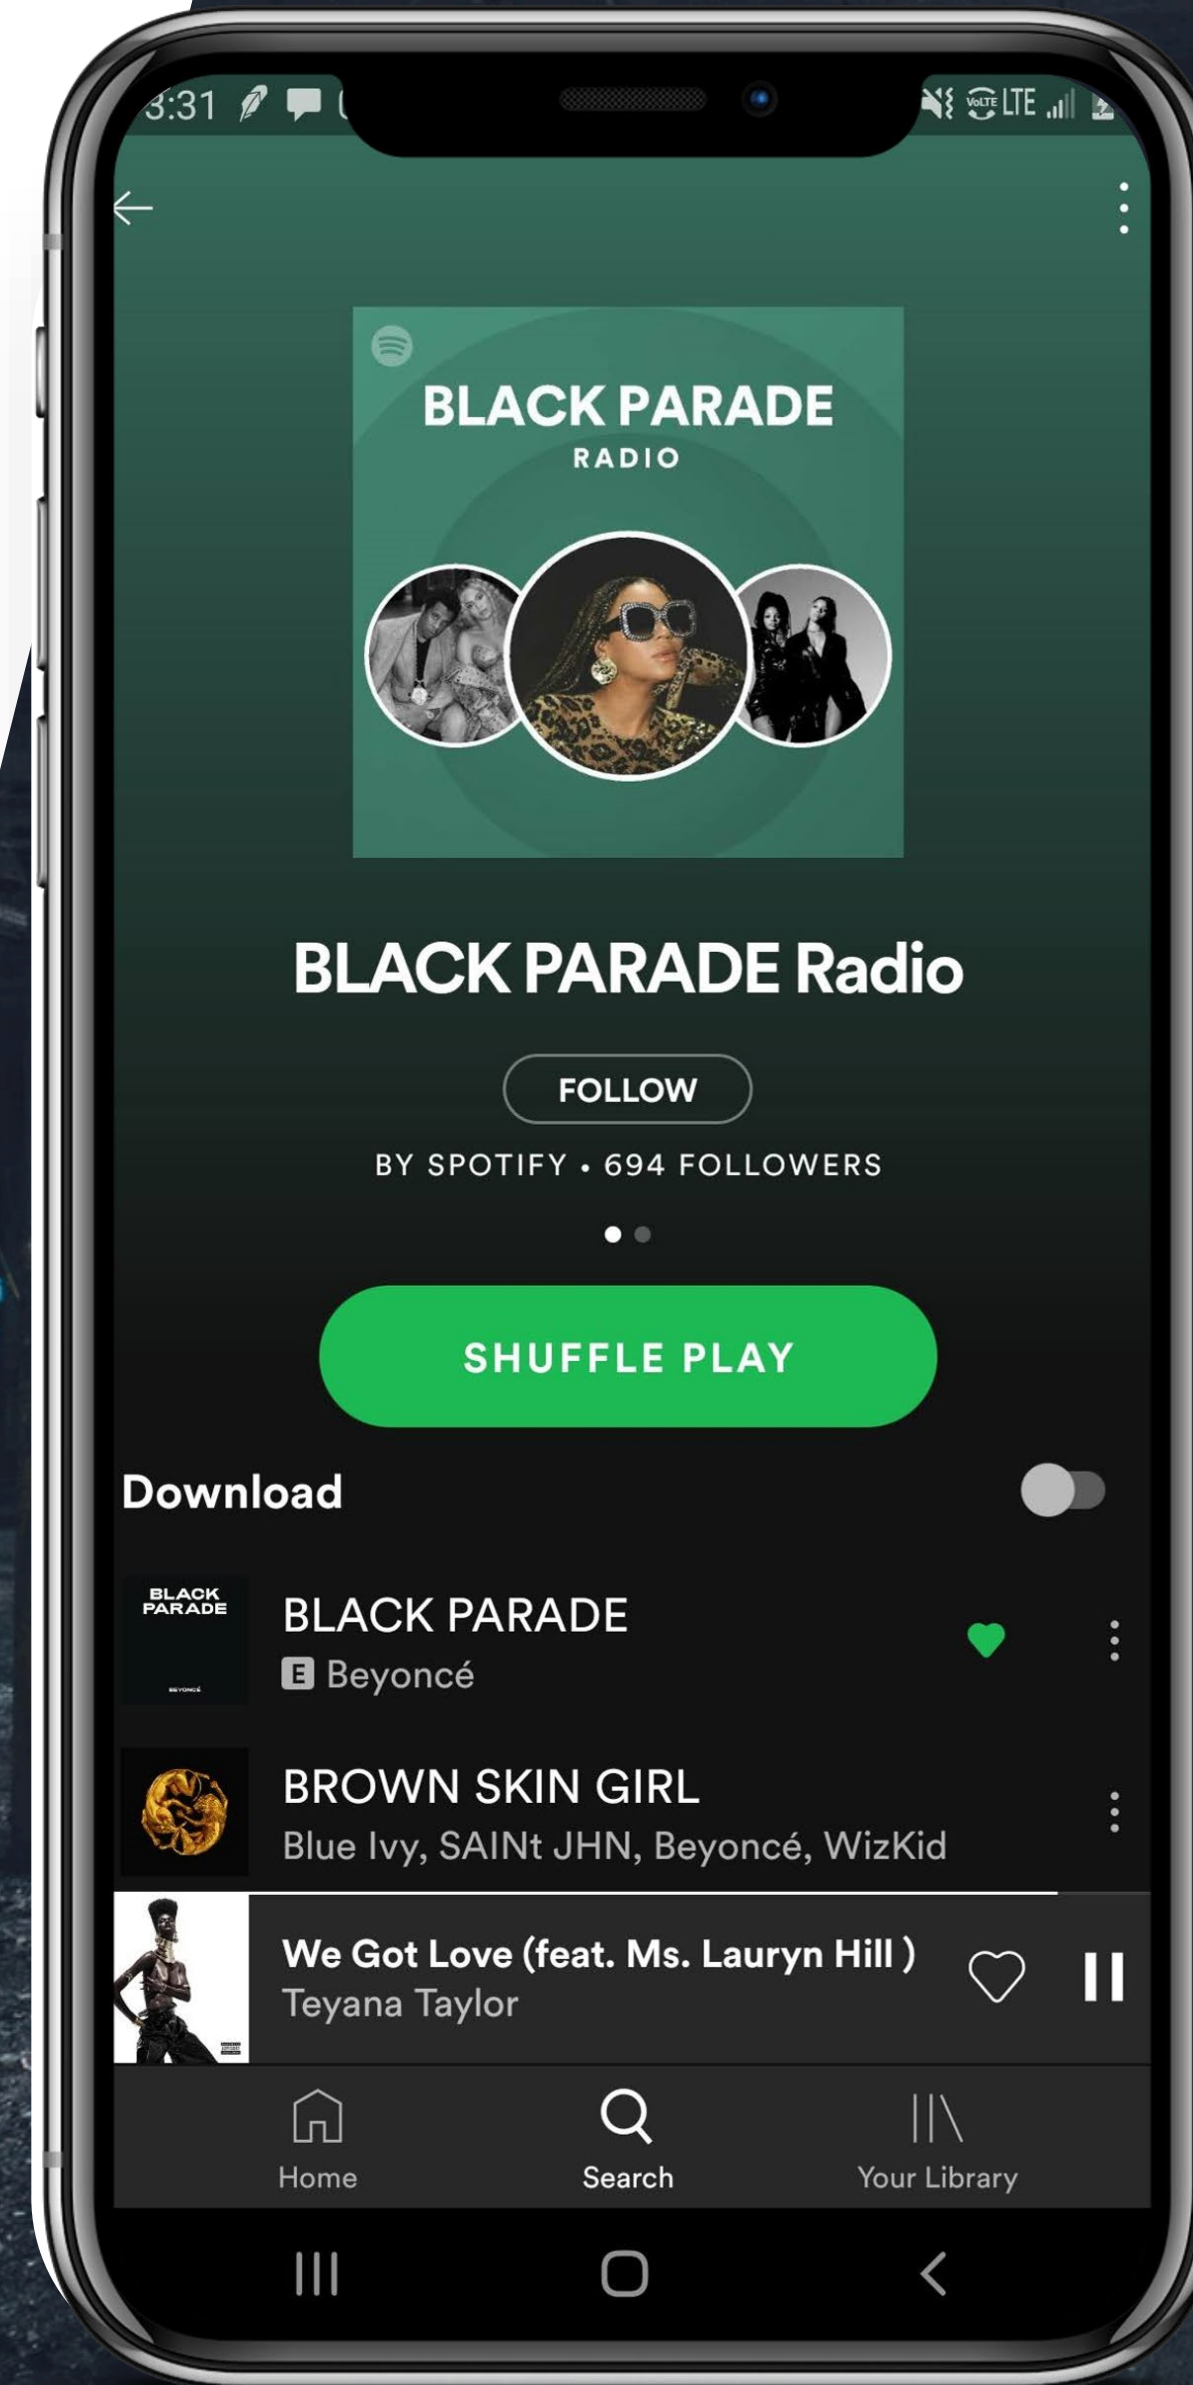 3:31
VoLTE LTE
BLACK PARADE
RADIO
BLACK PARADE Radio
FOLLOW
BY SPOTIFY • 694 FOLLOWERS
SHUFFLE PLAY
Download
BLACK
PARADE
BEYONCÉ
BLACK PARADE
E Beyoncé
BROWN SKIN GIRL
Blue Ivy, SAINt JHN, Beyoncé, WizKid
We Got Love (feat. Ms. Lauryn Hill )
Teyana Taylor
Home
Search
Your Library